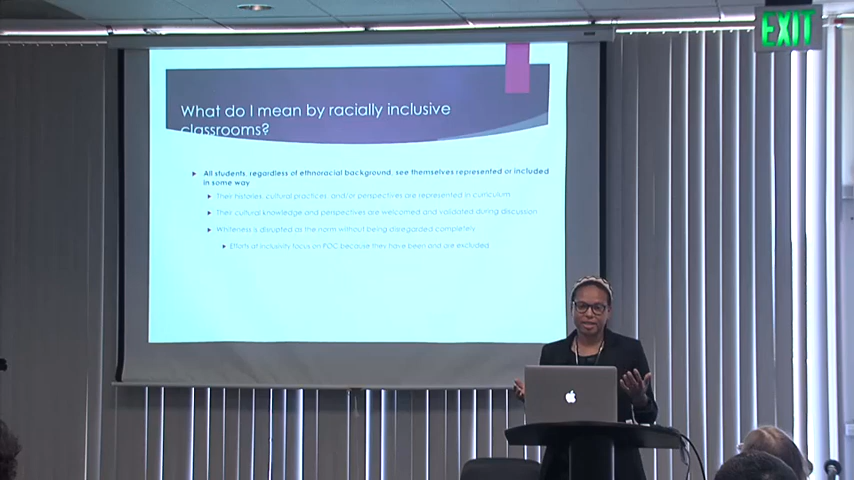 EXIT
What do I mean by racially inclusive
classrooms?
All students, regardless of ethnoracial background, see themselves represented or included
in some way
Their histories, cultural practices, and/or perspectives are represented in curriculum
Their cultural knowledge and perspectives are welcomed and validated during discussion
Whiteness is disrupted as the norm without being disregarded completely
Efforts at inclusivity focus on POC because they have been and are excluded